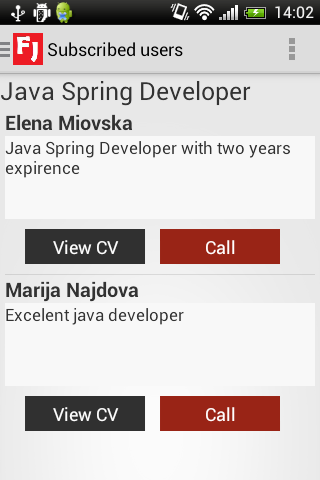 14:02
FJ Subscribed users
Java Spring Developer
Elena Miovska
Java Spring Developer with two years
expirence
View CV Call
Marija Najdova
Excelent java developer
View CV Call